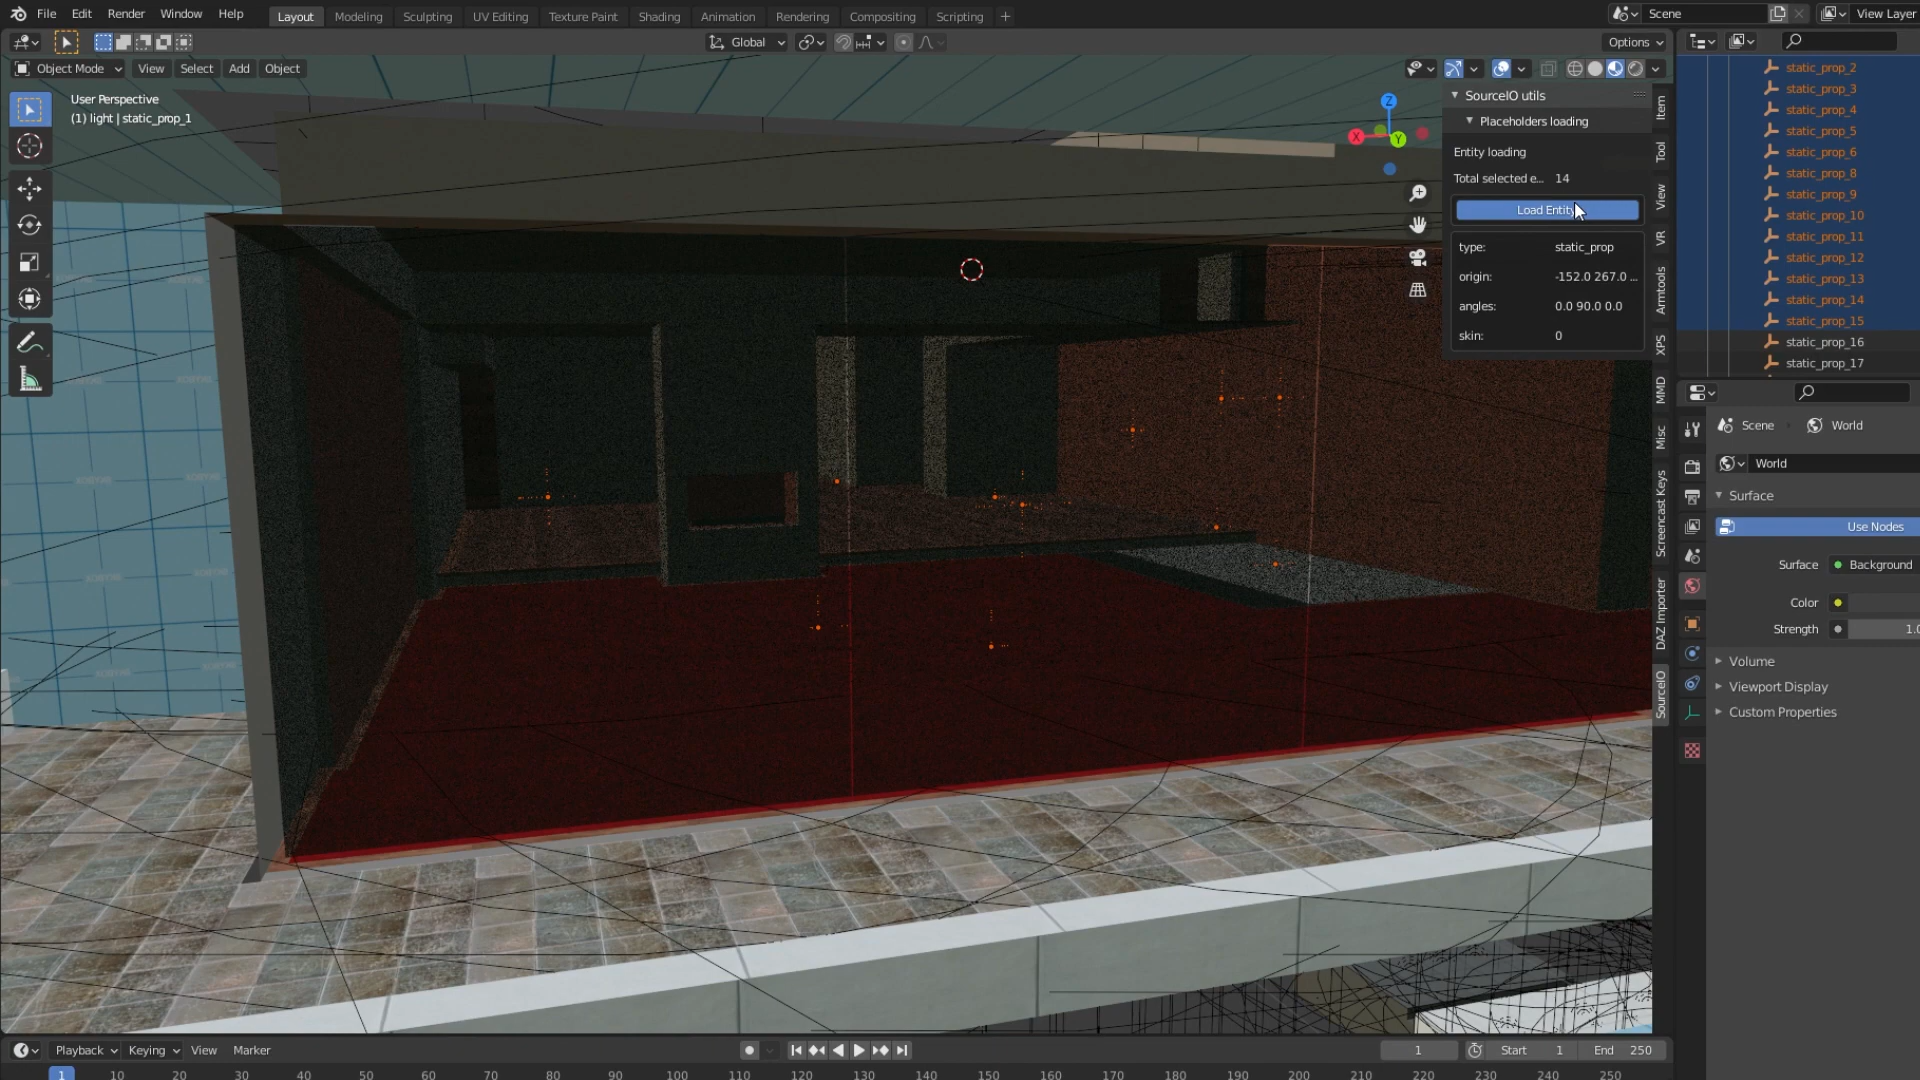 File Edit Render Window Help
Layout Modeling Sculpting UV Editing Texture Paint Shading Animation Rendering Compositing Scripting +
Scene
View Layer
Global
Options
Object Mode View Select Add Object
User Perspective
(1) light | static_prop_1
Z
X
Y
SourceIO utils
Placeholders loading
Entity loading
Total selected e... 14
Load Entity
type: static_prop
origin: -152.0 267.0 ...
angles: 0.0 90.0 0.0
skin: 0
Item
Tool
View
VR
Armtools
XPS
MMD
Misc
Screencast Keys
DAZ Importer
SourceIO
static_prop_2
static_prop_3
static_prop_4
static_prop_5
static_prop_6
static_prop_8
static_prop_9
static_prop_10
static_prop_11
static_prop_12
static_prop_13
static_prop_14
static_prop_15
static_prop_16
static_prop_17
Scene World
World
Surface
Use Nodes
Surface Background
Color
Strength 1.0
Volume
Viewport Display
Custom Properties
Playback Keying View Marker
1 Start 1 End 250
1 10 20 30 40 50 60 70 80 90 100 110 120 130 140 150 160 170 180 190 200 210 220 230 240 250